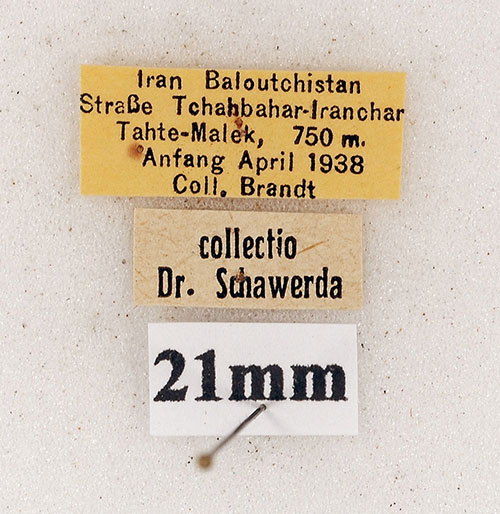 Iran Baloutchistan
Straße Tchahbahar-Iranchar
Tahte-Malek, 750 m.
Anfang April 1938
Coll. Brandt
collectio
Dr. Schawerda
21mm